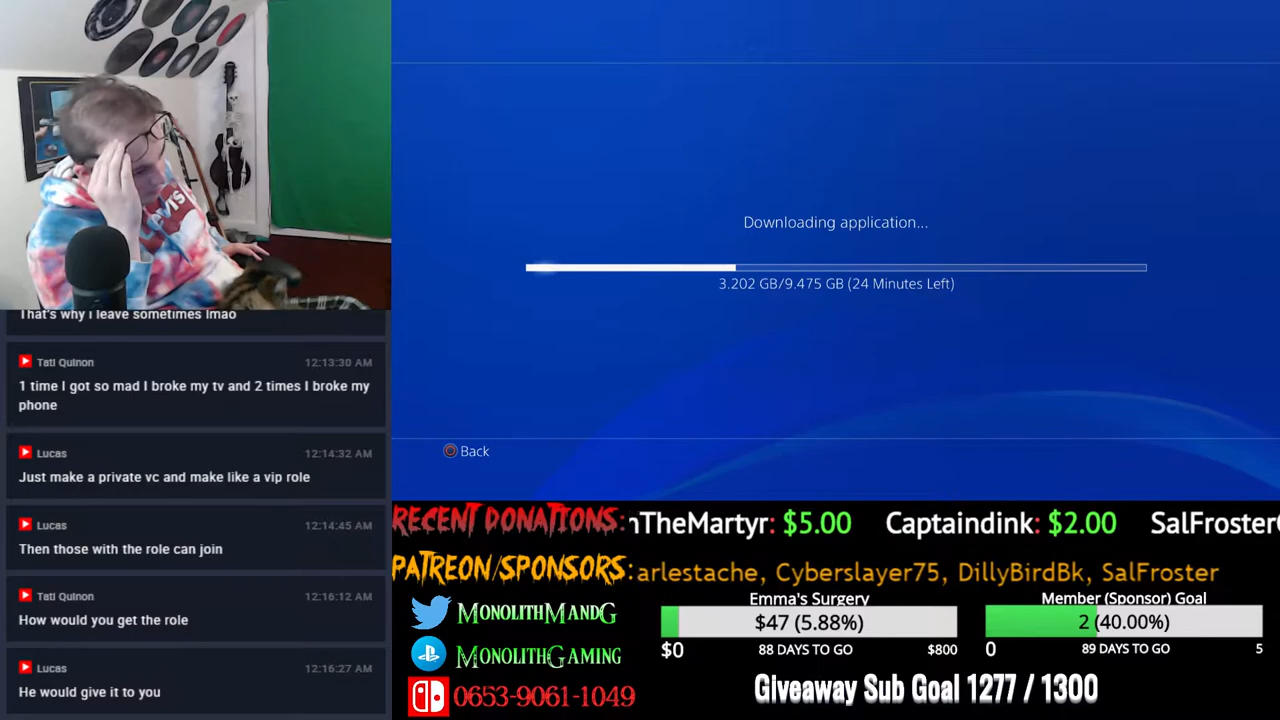 That's why i leave sometimes lmao
Tati Quinon 12:13:30 AM
1 time I got so mad I broke my tv and 2 times I broke my
phone
Lucas 12:14:32 AM
Just make a private vc and make like a vip role
Lucas 12:14:45 AM
Then those with the role can join
Tati Quinon 12:16:12 AM
How would you get the role
Lucas 12:16:27 AM
He would give it to you
Downloading application...
3.202 GB/9.475 GB (24 Minutes Left)
Back
RECENT DONATIONS: nTheMartyr: $5.00 Captaindink: $2.00 SalFroster
PATREON/SPONSORS: arlestache, Cyberslayer75, DillyBirdBk, SalFroster
MonolithMandG
MonolithGaming
0653-9061-1049
Emma's Surgery
$47 (5.88%)
$0 88 DAYS TO GO $800
Member (Sponsor) Goal
2 (40.00%)
0 89 DAYS TO GO 5
Giveaway Sub Goal 1277 / 1300